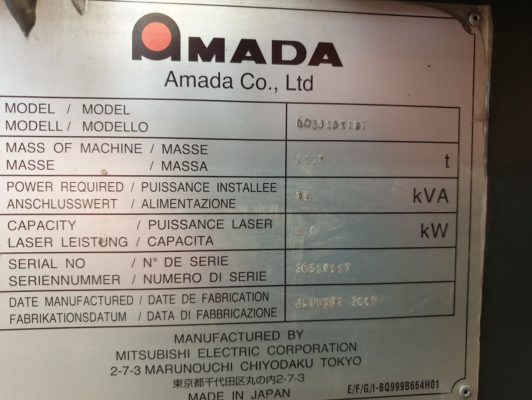 AMADA
Amada Co., Ltd
MODEL / MODEL
MODELL / MODELLO
MASS OF MACHINE / MASSE
MASSE / MASSA
t
POWER REQUIRED / PUISSANCE INSTALLEE
ANSCHLUSSWERT / ALIMENTAZIONE
kVA
CAPACITY / PUISSANCE LASER
LASER LEISTUNG / CAPACITA
kW
SERIAL NO / N° DE SERIE
SERIENNUMMER / NUMERO DI SERIE
DATE MANUFACTURED / DATE DE FABRICATION
FABRIKATIONSDATUM / DATA DI FABBRICAZIONE
MANUFACTURED BY
MITSUBISHI ELECTRIC CORPORATION
2-7-3 MARUNOUCHI CHIYODAKU TOKYO
東京都千代田区丸の内2-7-3
MADE IN JAPAN
E/F/G/I-BQ999B664H01